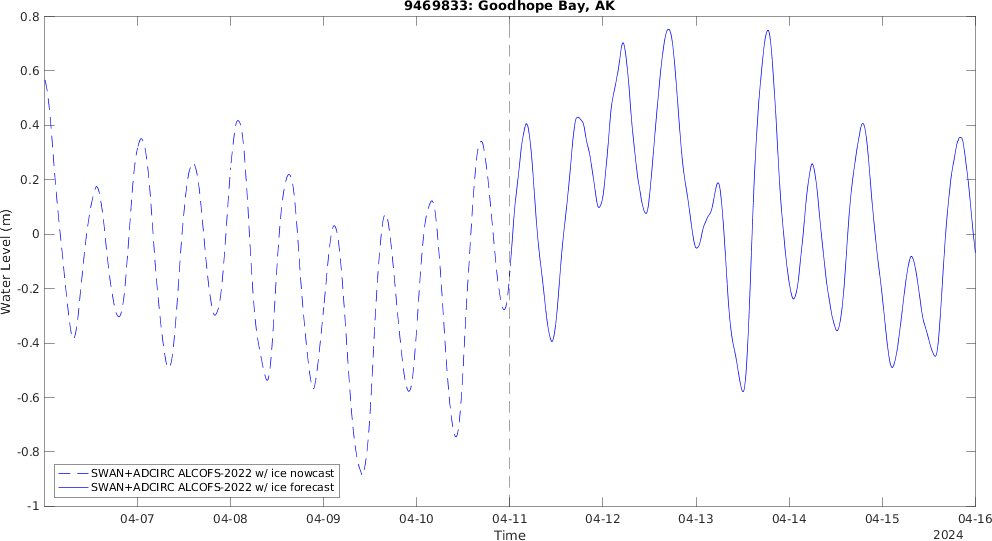 9469833: Goodhope Bay, AK
0.8
0.6
0.4
0.2
0
-0.2
-0.4
-0.6
-0.8
-1
Water Level (m)
SWAN+ADCIRC ALCOFS-2022 w/ ice nowcast
SWAN+ADCIRC ALCOFS-2022 w/ ice forecast
04-07 04-08 04-09 04-10 04-11 04-12 04-13 04-14 04-15 04-16
Time
2024